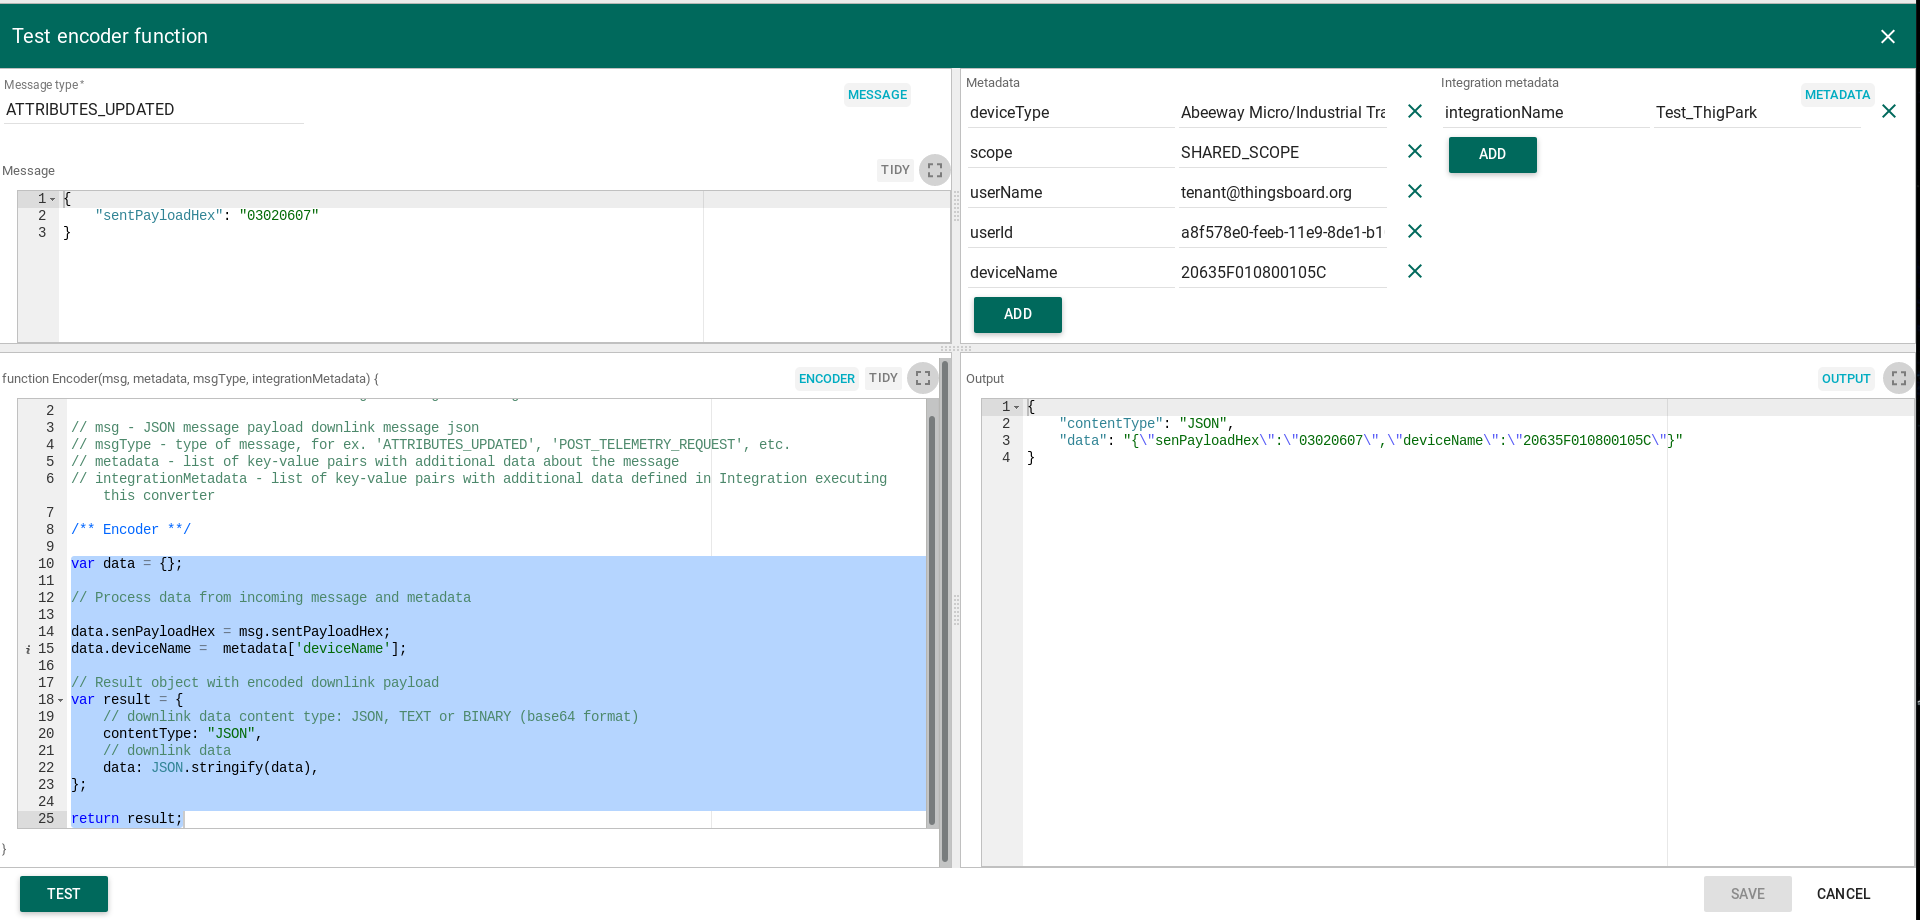 Test encoder function
Message type *
ATTRIBUTES_UPDATED
MESSAGE
Message
TIDY
1 {
2     "sentPayloadHex": "03020607"
3 }
Metadata
deviceType Abeeway Micro/Industrial Tra
scope SHARED_SCOPE
userName tenant@thingsboard.org
userId a8f578e0-feeb-11e9-8de1-b1
deviceName 20635F010800105C
ADD
Integration metadata
METADATA
integrationName Test_ThigPark
ADD
function Encoder(msg, metadata, msgType, integrationMetadata) {
ENCODER TIDY
2
3 // msg - JSON message payload downlink message json
4 // msgType - type of message, for ex. 'ATTRIBUTES_UPDATED', 'POST_TELEMETRY_REQUEST', etc.
5 // metadata - list of key-value pairs with additional data about the message
6 // integrationMetadata - list of key-value pairs with additional data defined in Integration executing
this converter
7
8 /** Encoder **/
9
10 var data = {};
11
12 // Process data from incoming message and metadata
13
14 data.senPayloadHex = msg.sentPayloadHex;
i 15 data.deviceName =  metadata['deviceName'];
16
17 // Result object with encoded downlink payload
18 var result = {
19     // downlink data content type: JSON, TEXT or BINARY (base64 format)
20     contentType: "JSON",
21     // downlink data
22     data: JSON.stringify(data),
23 };
24
25 return result;
}
Output
OUTPUT
1 {
2     "contentType": "JSON",
3     "data": "{\"senPayloadHex\":\"03020607\",\"deviceName\":\"20635F010800105C\"}"
4 }
TEST
SAVE
CANCEL